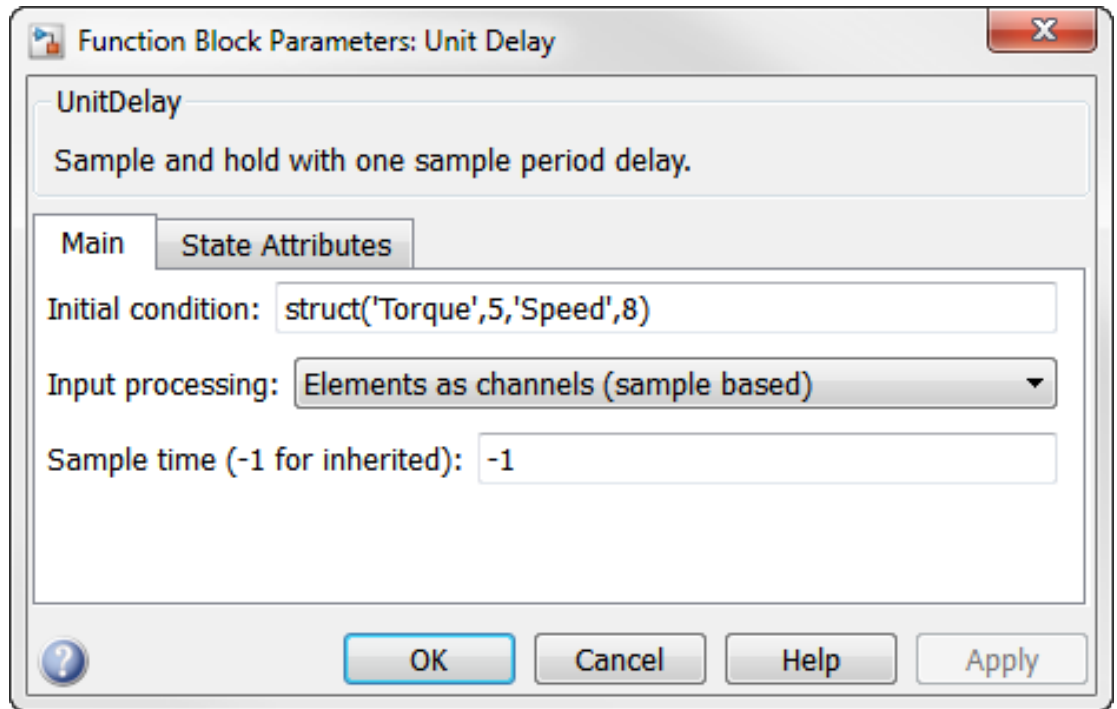 Function Block Parameters: Unit Delay
X
UnitDelay
Sample and hold with one sample period delay.
Main State Attributes
Initial condition: struct('Torque',5,'Speed',8)
Input processing: Elements as channels (sample based)
Sample time (-1 for inherited): -1
? OK Cancel Help Apply